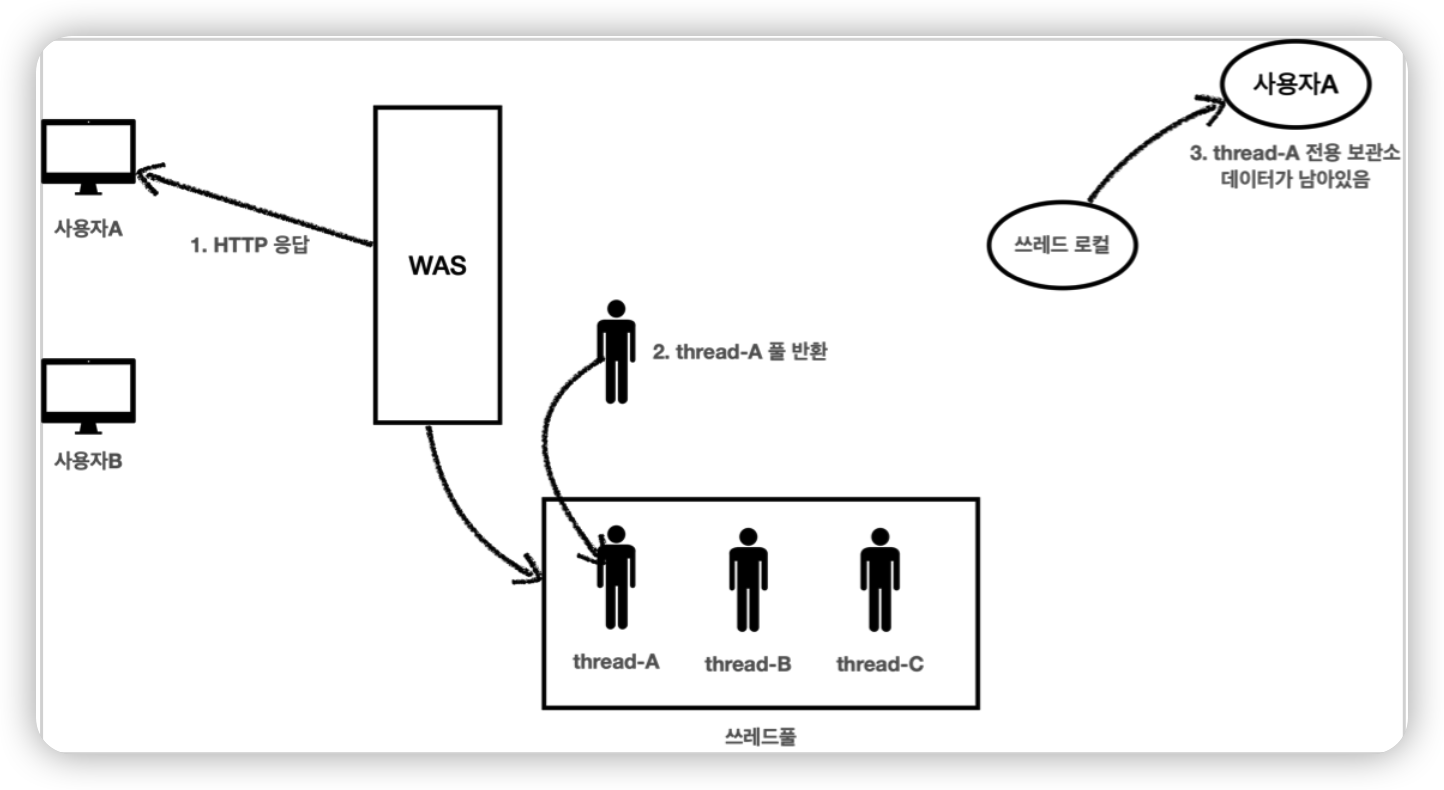 사용자A
3. thread-A 전용 보관소
데이터가 남아있음
사용자A
1. HTTP 응답
WAS
쓰레드 로컬
2. thread-A 풀 반환
사용자B
thread-A
thread-B
thread-C
쓰레드풀